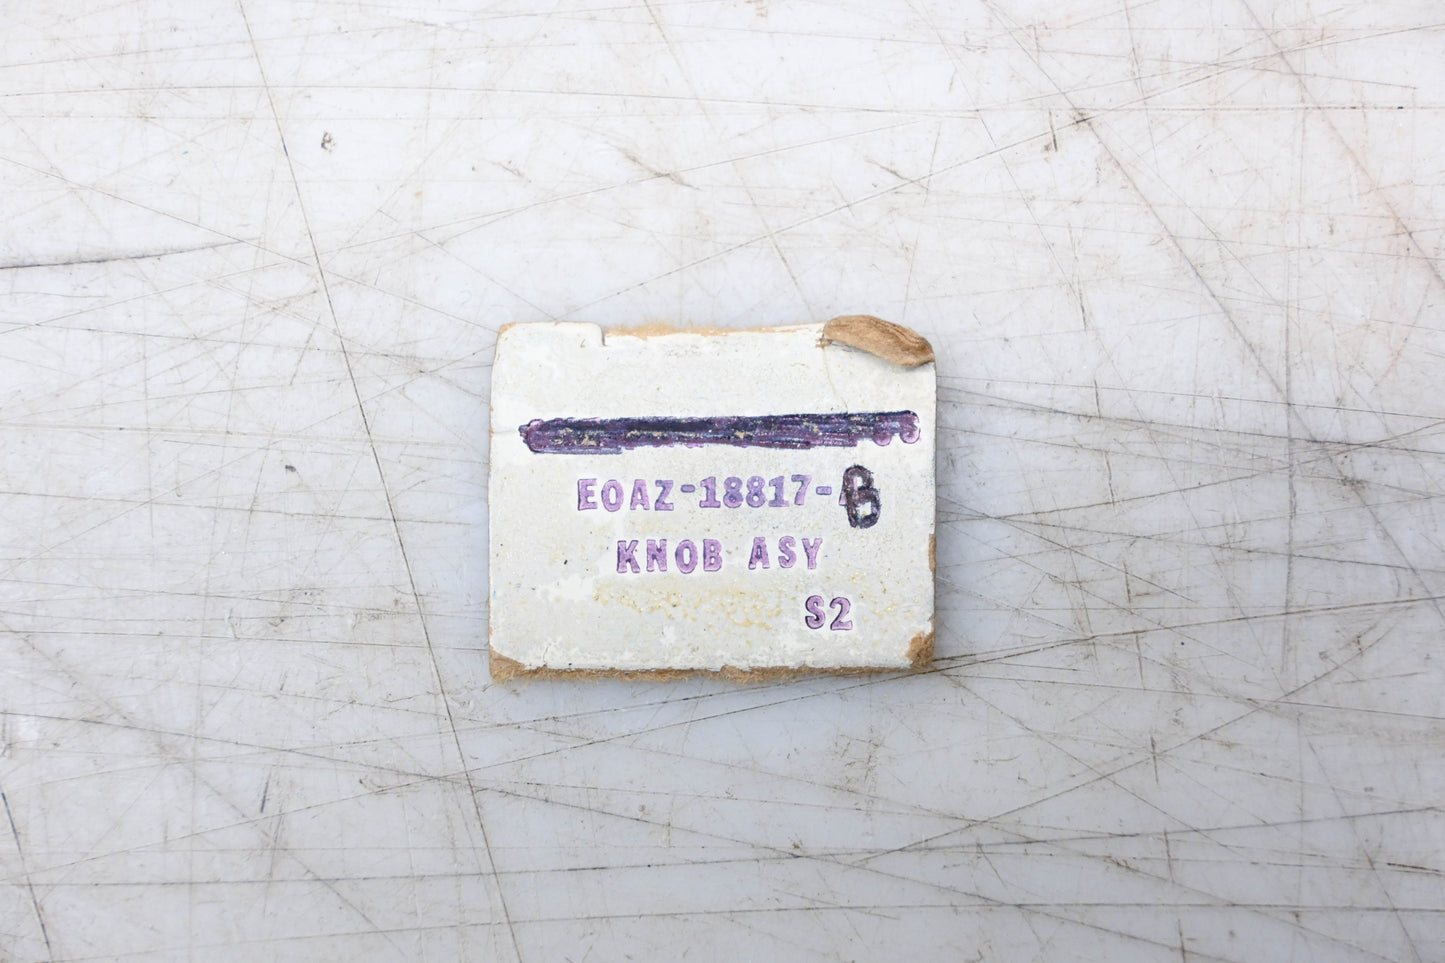 EOAZ-18817-B
KNOB ASY
S2